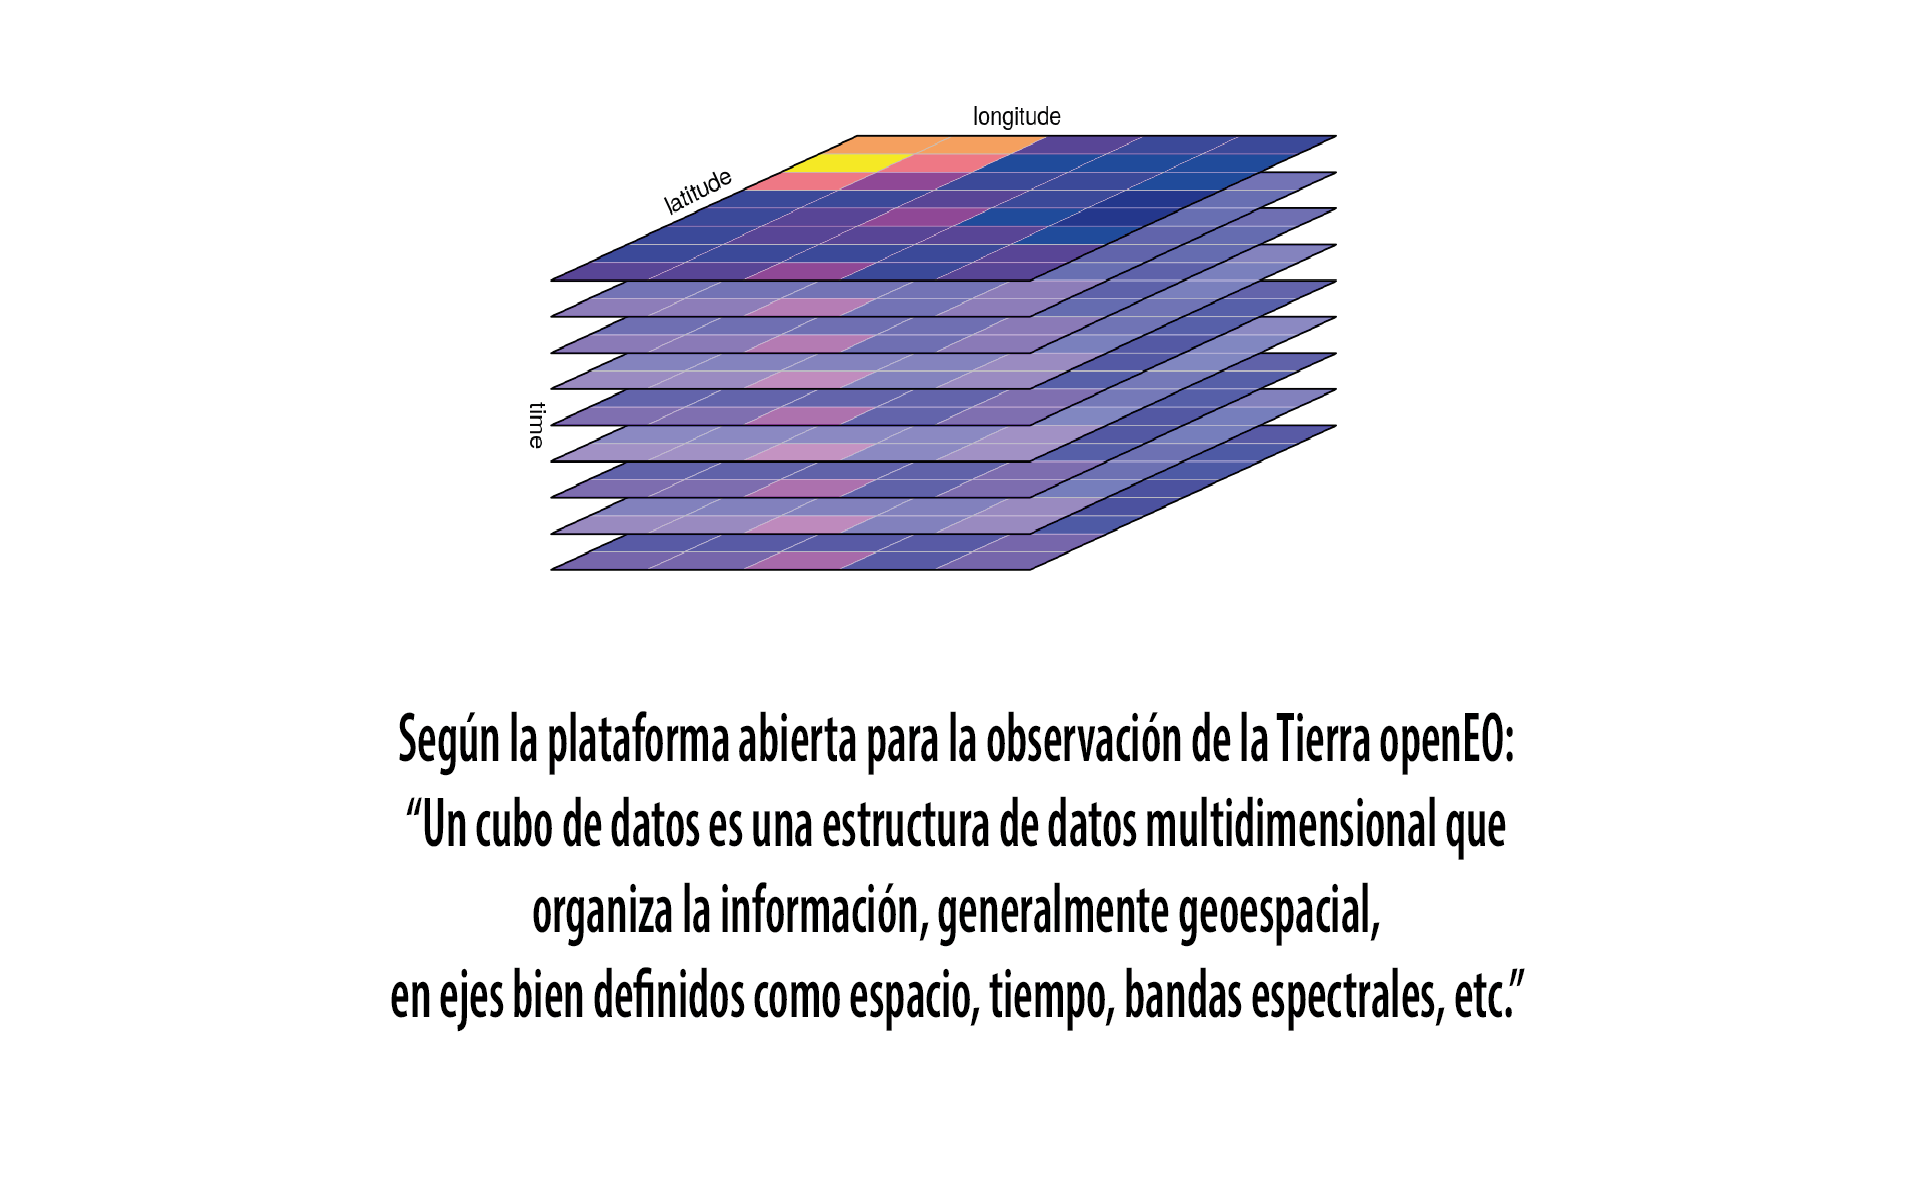 longitude
latitude
time
Según la plataforma abierta para la observación de la Tierra openEO:
“Un cubo de datos es una estructura de datos multidimensional que
organiza la información, generalmente geoespacial,
en ejes bien definidos como espacio, tiempo, bandas espectrales, etc.”